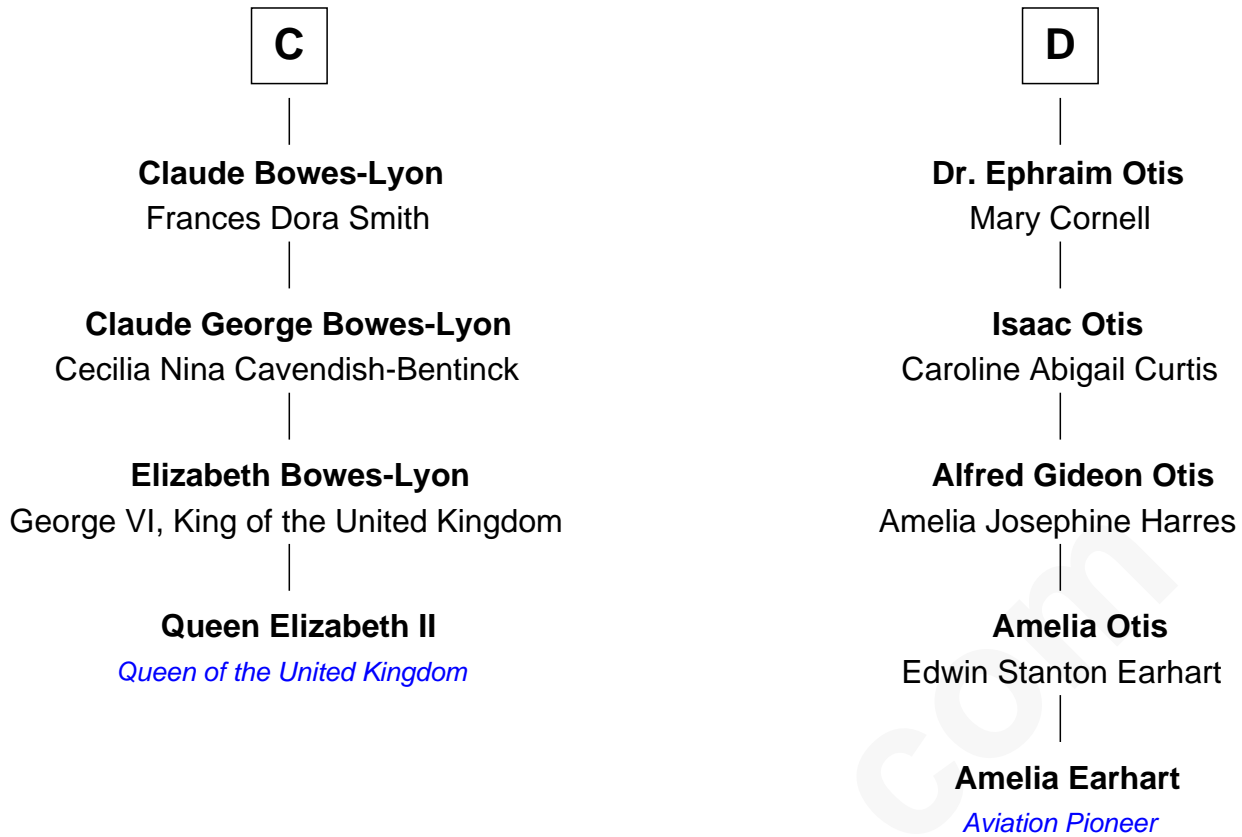 C
Claude Bowes-Lyon
Frances Dora Smith
Claude George Bowes-Lyon
Cecilia Nina Cavendish-Bentinck
Elizabeth Bowes-Lyon
George VI, King of the United Kingdom
Queen Elizabeth II
Queen of the United Kingdom
D
Dr. Ephraim Otis
Mary Cornell
Isaac Otis
Caroline Abigail Curtis
Alfred Gideon Otis
Amelia Josephine Harres
Amelia Otis
Edwin Stanton Earhart
Amelia Earhart
Aviation Pioneer
com